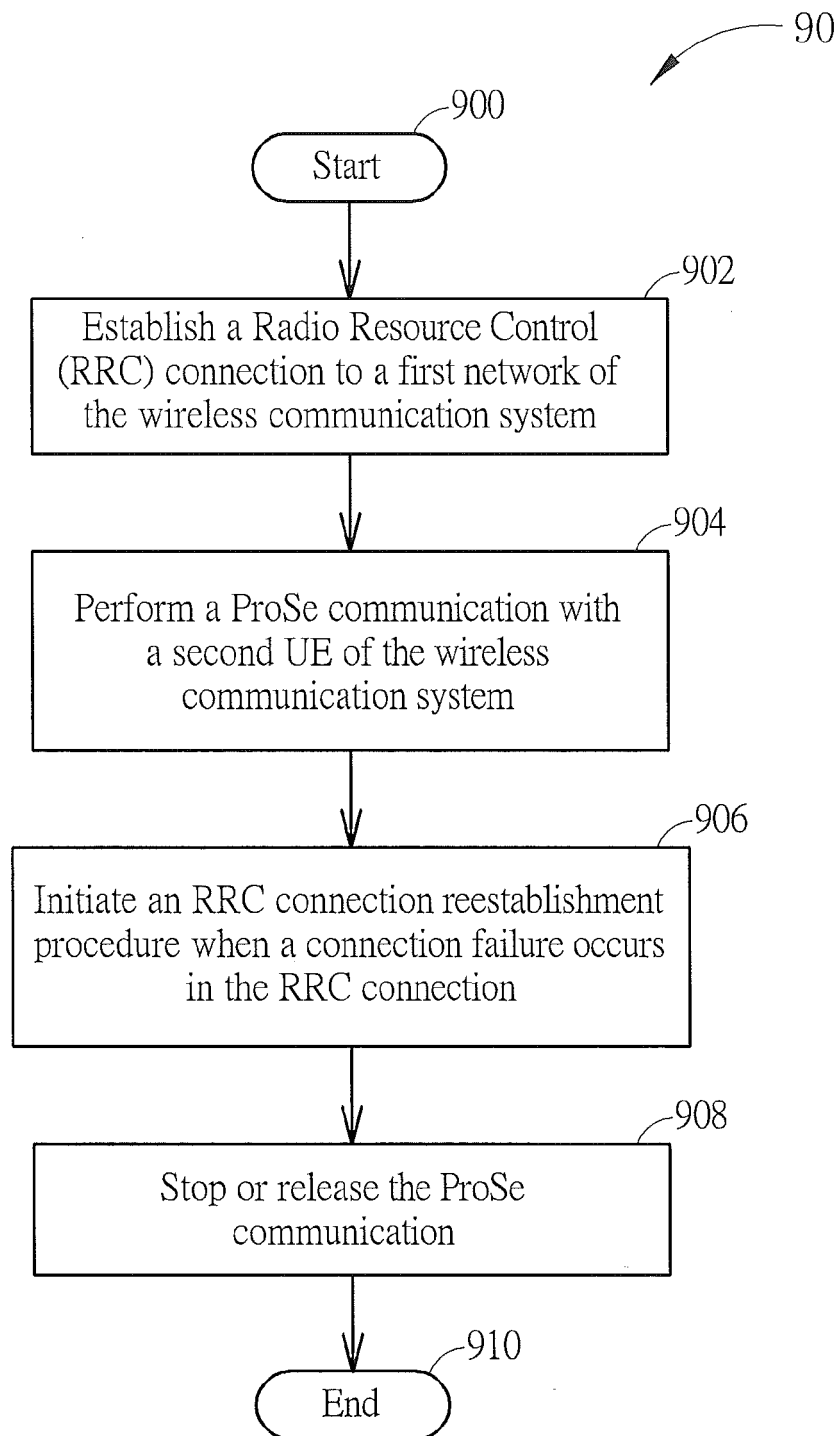 90
900
Start
902
Establish a Radio Resource Control
(RRC) connection to a first network of
the wireless communication system
904
Perform a ProSe communication with
a second UE of the wireless
communication system
906
Initiate an RRC connection reestablishment
procedure when a connection failure occurs
in the RRC connection
908
Stop or release the ProSe
communication
910
End